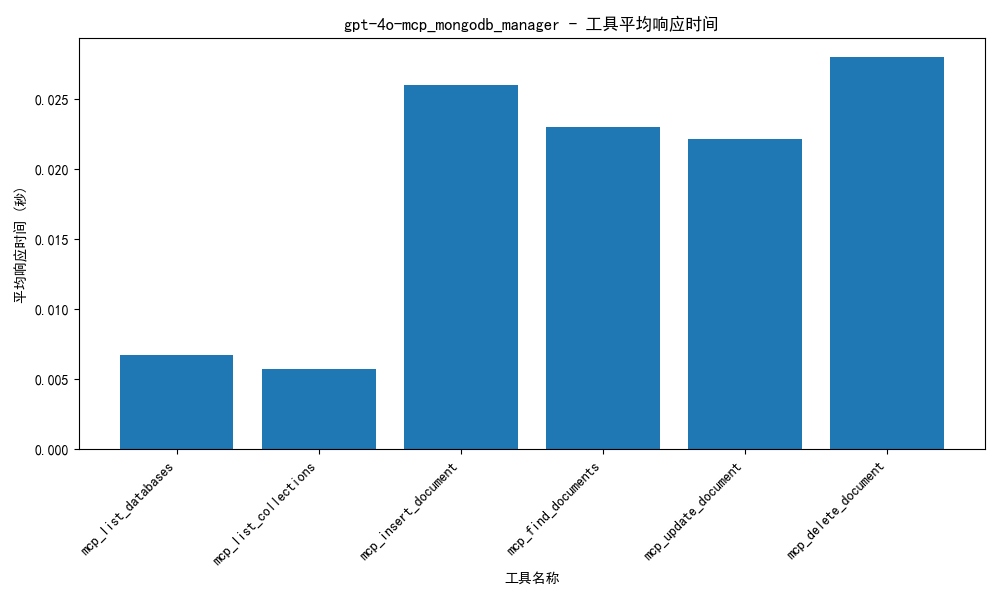 gpt-4o-mcp_mongodb_manager - 工具平均响应时间
平均响应时间（秒）
0.025
0.020
0.015
0.010
0.005
0.000
mcp_list_databases
mcp_list_collections
mcp_insert_document
mcp_find_documents
mcp_update_document
mcp_delete_document
工具名称